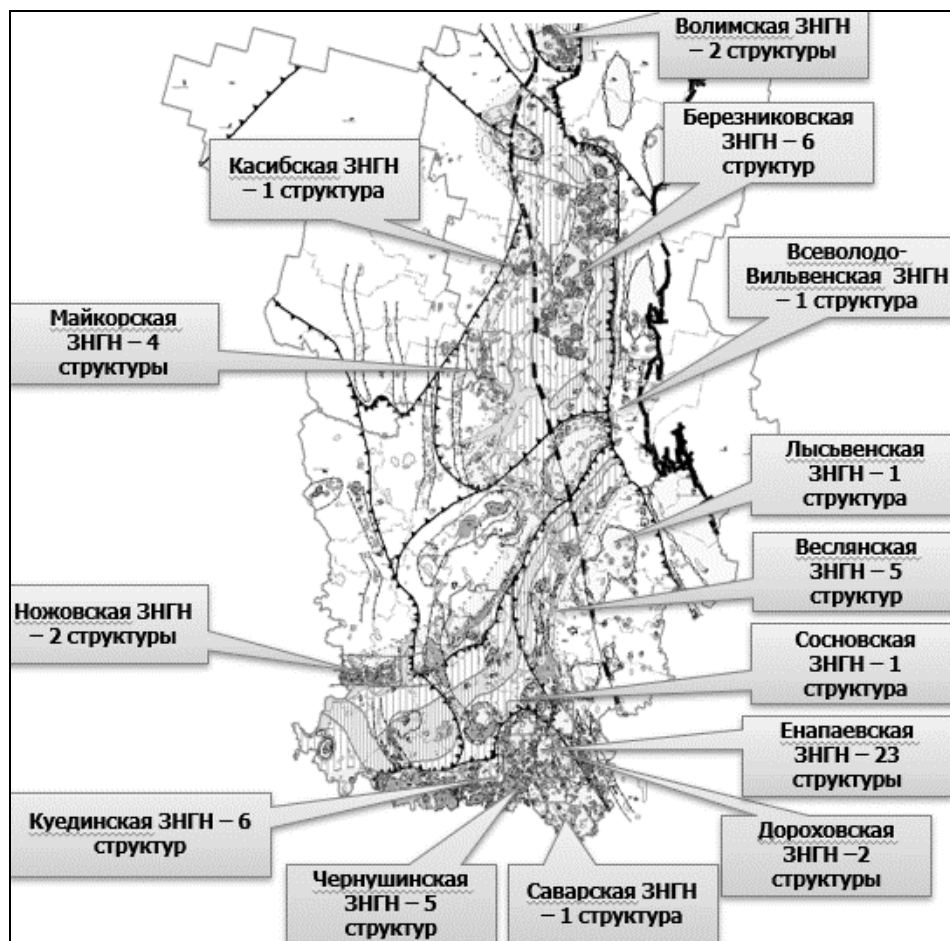 Волимская ЗНГН
– 2 структуры
Березниковская
ЗНГН – 6
структур
Касибская ЗНГН
– 1 структура
Всеволодо-
Вильвенская ЗНГН
– 1 структура
Майкорская
ЗНГН – 4
структуры
Лысьвенская
ЗНГН – 1
структура
Веслянская
ЗНГН – 5
структур
Ножовская ЗНГН
– 2 структуры
Сосновская
ЗНГН – 1
структура
Енапаевская
ЗНГН – 23
структуры
Куединская ЗНГН – 6
структур
Дороховская
ЗНГН –2
структуры
Чернушинская
ЗНГН – 5
структур
Саварская ЗНГН
– 1 структура